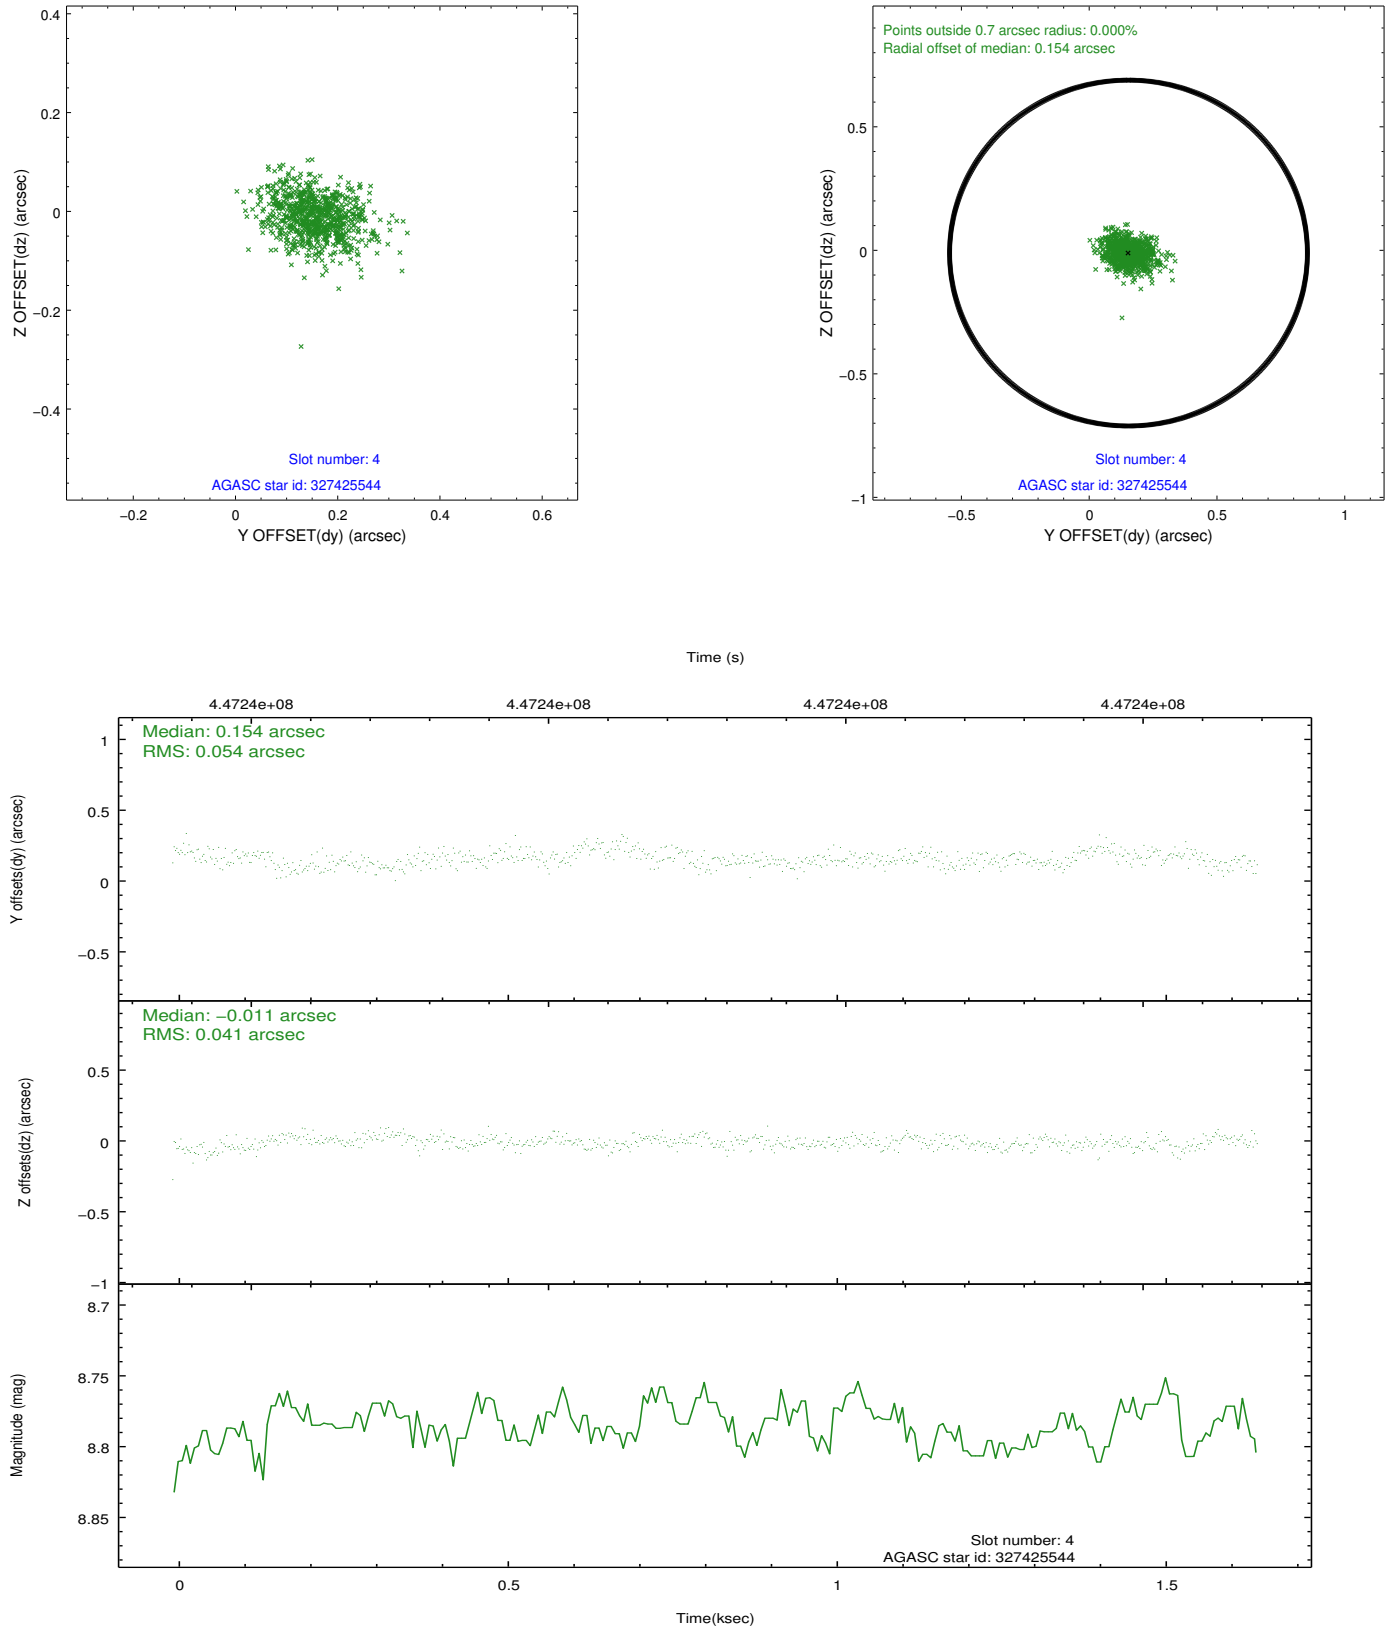 0.4
0.2
0
−0.2
−0.4
Z OFFSET(dz) (arcsec)
Slot number: 4
AGASC star id: 327425544
−0.2
0
0.2
0.4
0.6
Y OFFSET(dy) (arcsec)
Points outside 0.7 arcsec radius: 0.000%
Radial offset of median: 0.154 arcsec
0.5
0
−0.5
−1
Z OFFSET(dz) (arcsec)
Slot number: 4
AGASC star id: 327425544
−0.5
0
0.5
1
Y OFFSET(dy) (arcsec)
Time (s)
4.4724e+08
4.4724e+08
4.4724e+08
4.4724e+08
Median: 0.154 arcsec
RMS: 0.054 arcsec
1
0.5
0
−0.5
Y offsets(dy) (arcsec)
Median: −0.011 arcsec
RMS: 0.041 arcsec
0.5
0
−0.5
−1
Z offsets(dz) (arcsec)
8.7
8.75
8.8
8.85
Magnitude (mag)
Slot number: 4
AGASC star id: 327425544
0
0.5
1
1.5
Time(ksec)